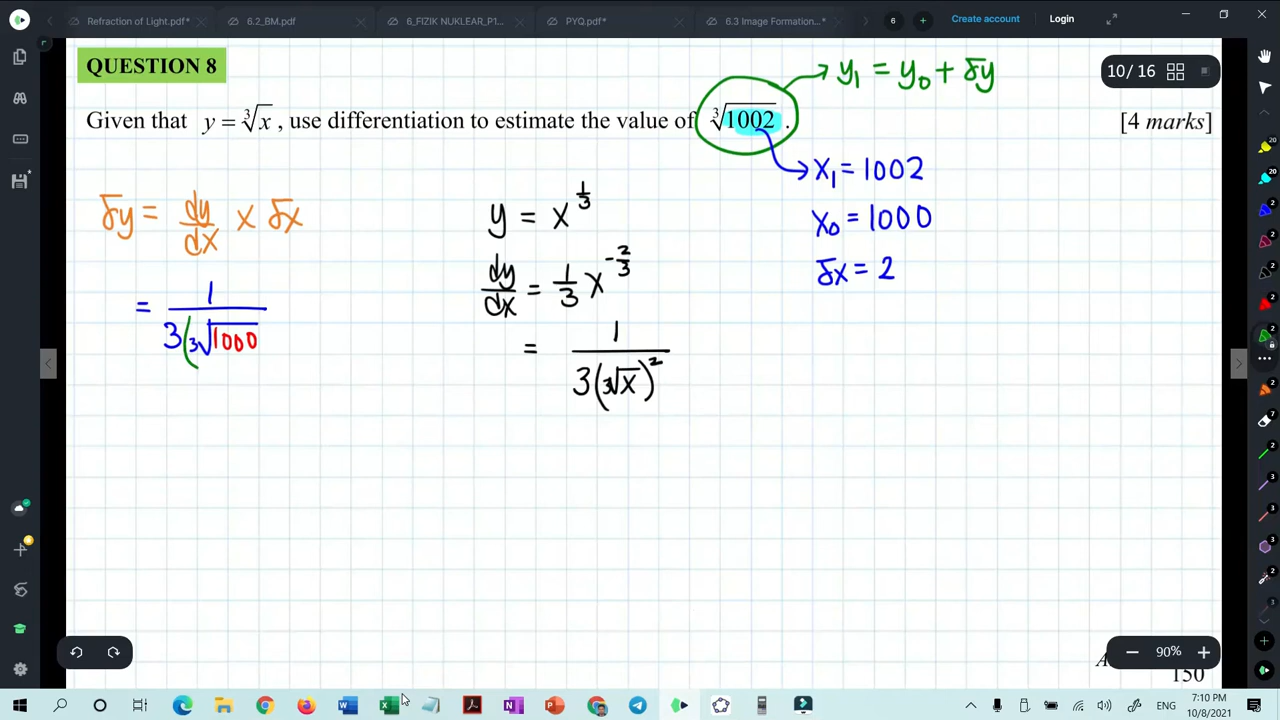 Refraction of Light.pdf*
6.2_BM.pdf
6_FIZIK NUKLEAR_P1...
PYQ.pdf*
6.3 Image Formation...*
6
Create account
Login
QUESTION 8
10/16
y₁ = y₀ + δy
Given that y = ∛x, use differentiation to estimate the value of ∛1002. [4 marks]
x₁ = 1002
x₀ = 1000
δx = 2
δy = dy/dx × δx
= 1/3(∛1000
y = x^(1/3)
dy/dx = 1/3 x^(-2/3)
= 1/3(∛x)²
90%
150
7:10 PM
ENG
10/8/2021